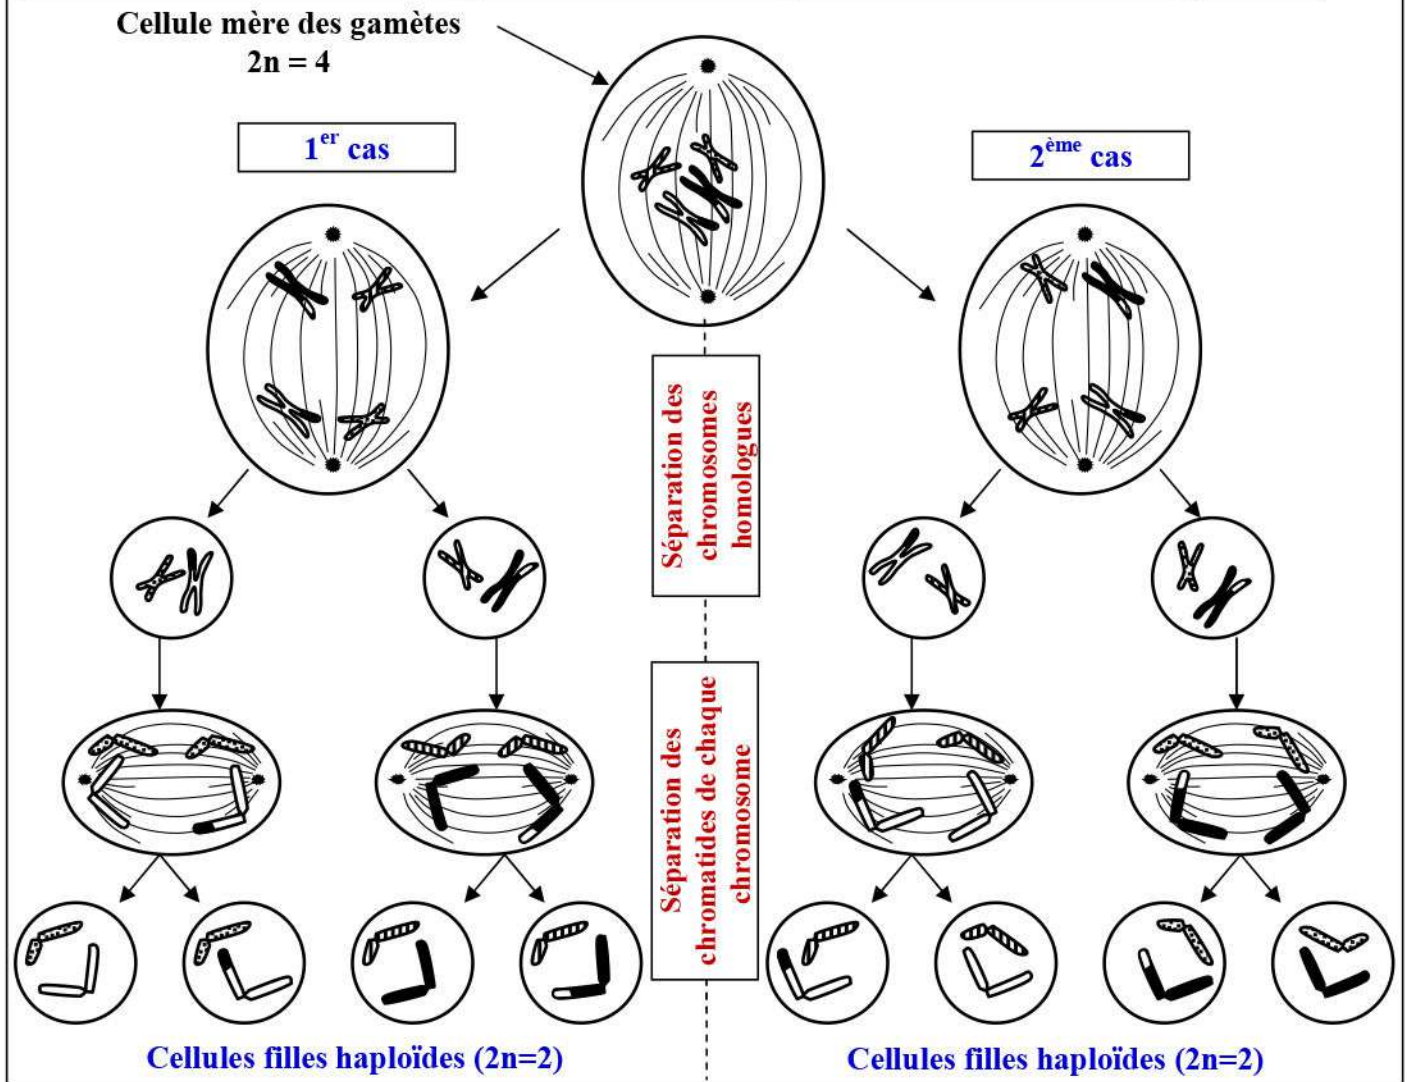 Cellule mère des gamètes
2n = 4
1er cas
2ème cas
Séparation des
chromosomes
homologues
Séparation des
chromatides de chaque
chromosome
Cellules filles haploïdes (2n=2)
Cellules filles haploïdes (2n=2)